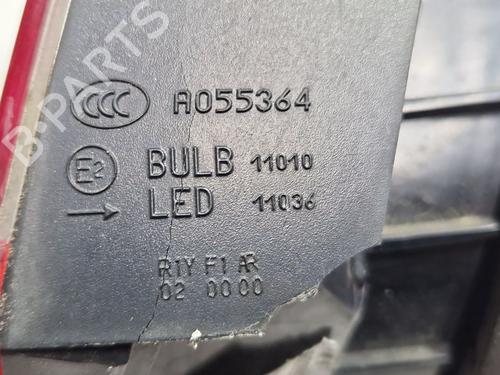 B-PARTS
CCC A055364
E2 BULB 11010
→ LED 11036
R1Y F1 AR
02 0000